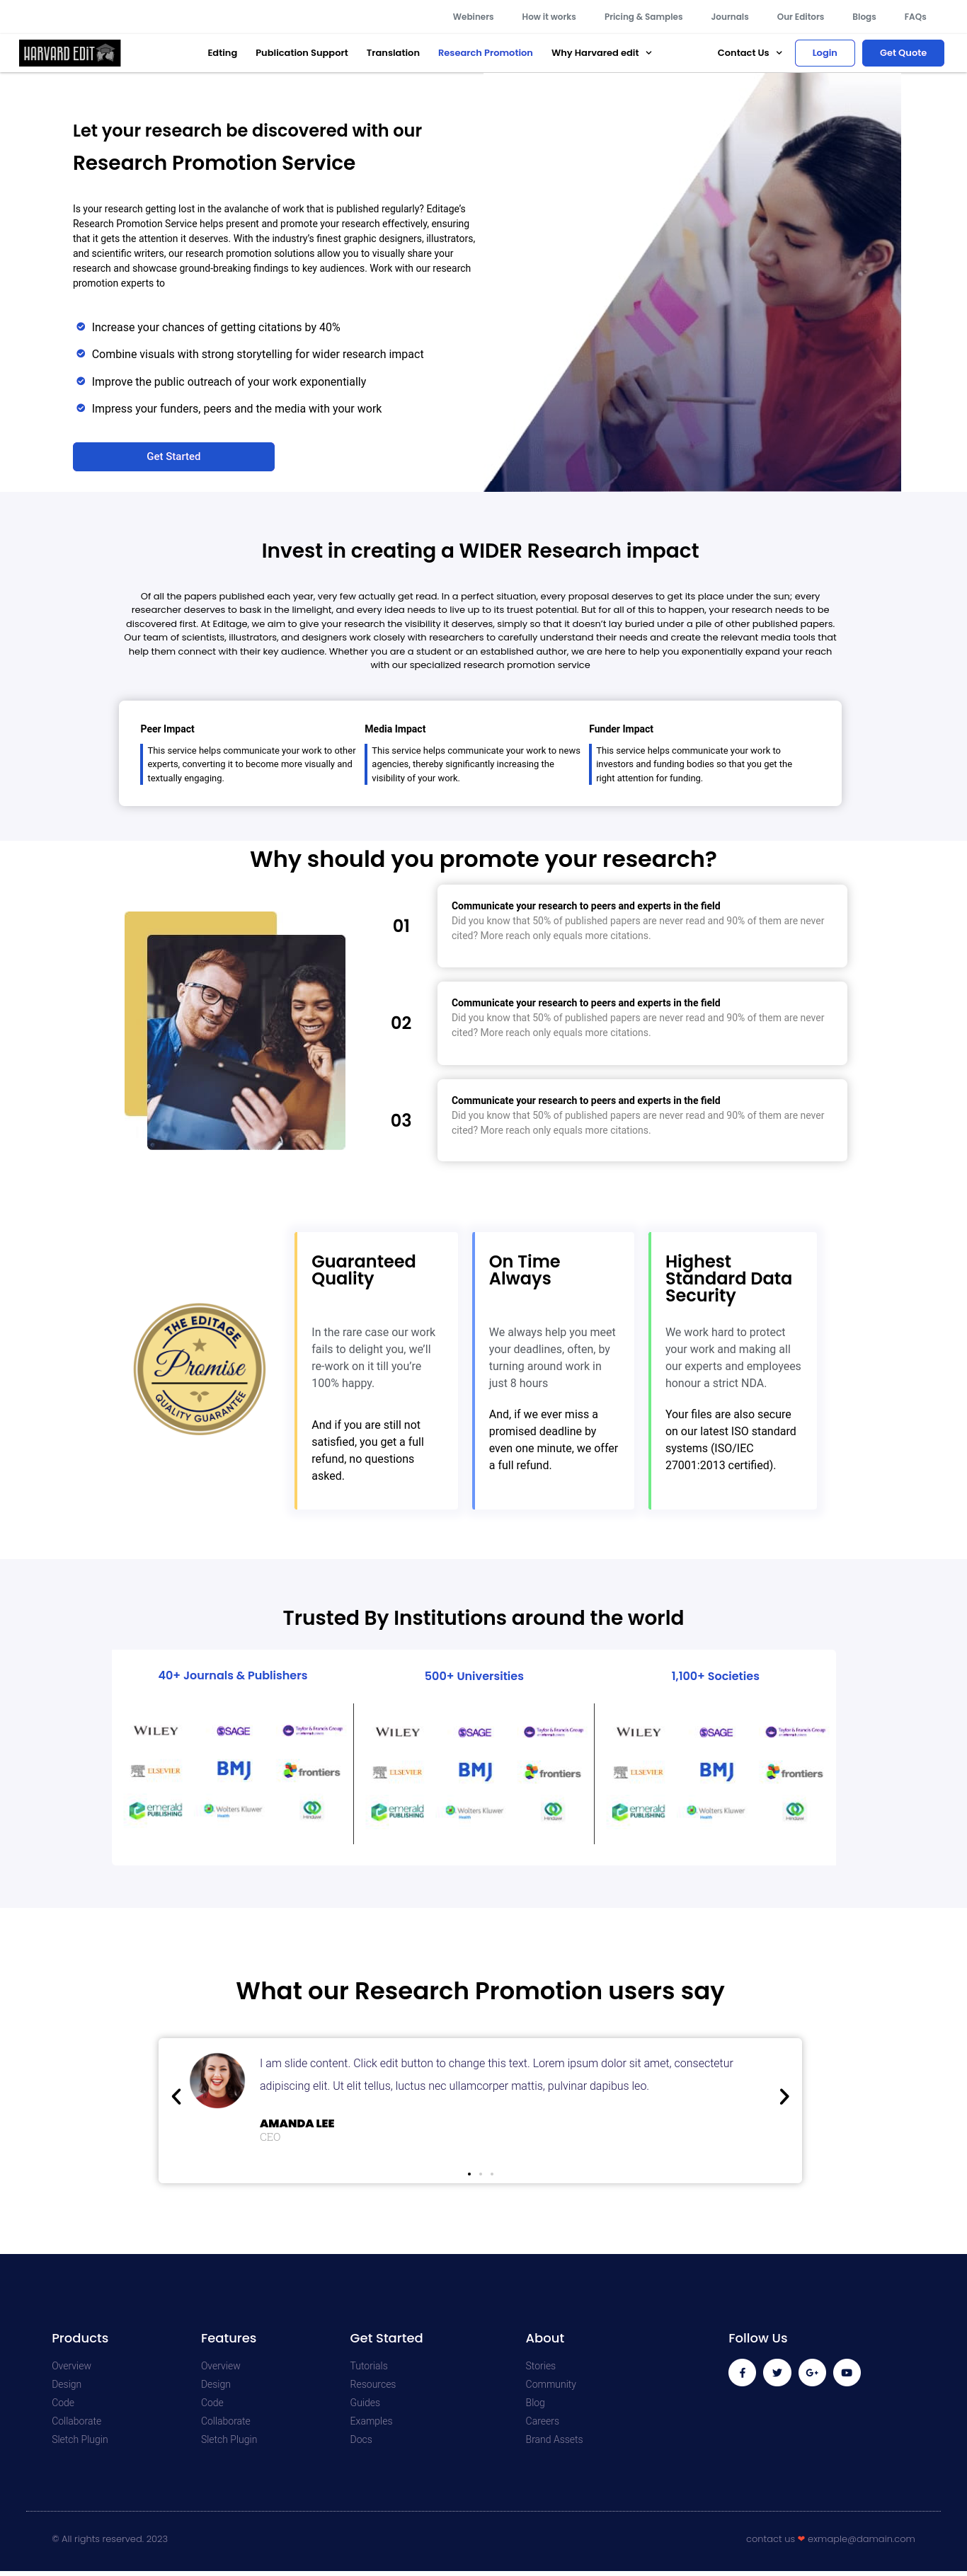 Webiners How it works Pricing & Samples Journals Our Editors Blogs FAQs
HARVARD EDIT Edting Publication Support Translation Research Promotion Why Harvared edit Contact Us Login Get Quote
Let your research be discovered with our
Research Promotion Service
Is your research getting lost in the avalanche of work that is published regularly? Editage’s
Research Promotion Service helps present and promote your research effectively, ensuring
that it gets the attention it deserves. With the industry’s finest graphic designers, illustrators,
and scientific writers, our research promotion solutions allow you to visually share your
research and showcase ground-breaking findings to key audiences. Work with our research
promotion experts to
Increase your chances of getting citations by 40%
Combine visuals with strong storytelling for wider research impact
Improve the public outreach of your work exponentially
Impress your funders, peers and the media with your work
Get Started
Invest in creating a WIDER Research impact
Of all the papers published each year, very few actually get read. In a perfect situation, every proposal deserves to get its place under the sun; every
researcher deserves to bask in the limelight, and every idea needs to live up to its truest potential. But for all of this to happen, your research needs to be
discovered first. At Editage, we aim to give your research the visibility it deserves, simply so that it doesn’t lay buried under a pile of other published papers.
Our team of scientists, illustrators, and designers work closely with researchers to carefully understand their needs and create the relevant media tools that
help them connect with their key audience. Whether you are a student or an established author, we are here to help you exponentially expand your reach
with our specialized research promotion service
Peer Impact
This service helps communicate your work to other
experts, converting it to become more visually and
textually engaging.
Media Impact
This service helps communicate your work to news
agencies, thereby significantly increasing the
visibility of your work.
Funder Impact
This service helps communicate your work to
investors and funding bodies so that you get the
right attention for funding.
Why should you promote your research?
01
Communicate your research to peers and experts in the field
Did you know that 50% of published papers are never read and 90% of them are never
cited? More reach only equals more citations.
02
Communicate your research to peers and experts in the field
Did you know that 50% of published papers are never read and 90% of them are never
cited? More reach only equals more citations.
03
Communicate your research to peers and experts in the field
Did you know that 50% of published papers are never read and 90% of them are never
cited? More reach only equals more citations.
THE EDITAGE
Promise
QUALITY GUARANTEE
Guaranteed
Quality
In the rare case our work
fails to delight you, we’ll
re-work on it till you’re
100% happy.
And if you are still not
satisfied, you get a full
refund, no questions
asked.
On Time
Always
We always help you meet
your deadlines, often, by
turning around work in
just 8 hours
And, if we ever miss a
promised deadline by
even one minute, we offer
a full refund.
Highest
Standard Data
Security
We work hard to protect
your work and making all
our experts and employees
honour a strict NDA.
Your files are also secure
on our latest ISO standard
systems (ISO/IEC
27001:2013 certified).
Trusted By Institutions around the world
40+ Journals & Publishers
WILEY SAGE Taylor & Francis Group
ELSEVIER BMJ frontiers
emerald PUBLISHING Wolters Kluwer Health Hindawi
500+ Universities
WILEY SAGE Taylor & Francis Group
ELSEVIER BMJ frontiers
emerald PUBLISHING Wolters Kluwer Health Hindawi
1,100+ Societies
WILEY SAGE Taylor & Francis Group
ELSEVIER BMJ frontiers
emerald PUBLISHING Wolters Kluwer Health Hindawi
What our Research Promotion users say
I am slide content. Click edit button to change this text. Lorem ipsum dolor sit amet, consectetur
adipiscing elit. Ut elit tellus, luctus nec ullamcorper mattis, pulvinar dapibus leo.
AMANDA LEE
CEO
Products
Overview
Design
Code
Collaborate
Sletch Plugin
Features
Overview
Design
Code
Collaborate
Sletch Plugin
Get Started
Tutorials
Resources
Guides
Examples
Docs
About
Stories
Community
Blog
Careers
Brand Assets
Follow Us
© All rights reserved. 2023
contact us ❤ exmaple@damain.com